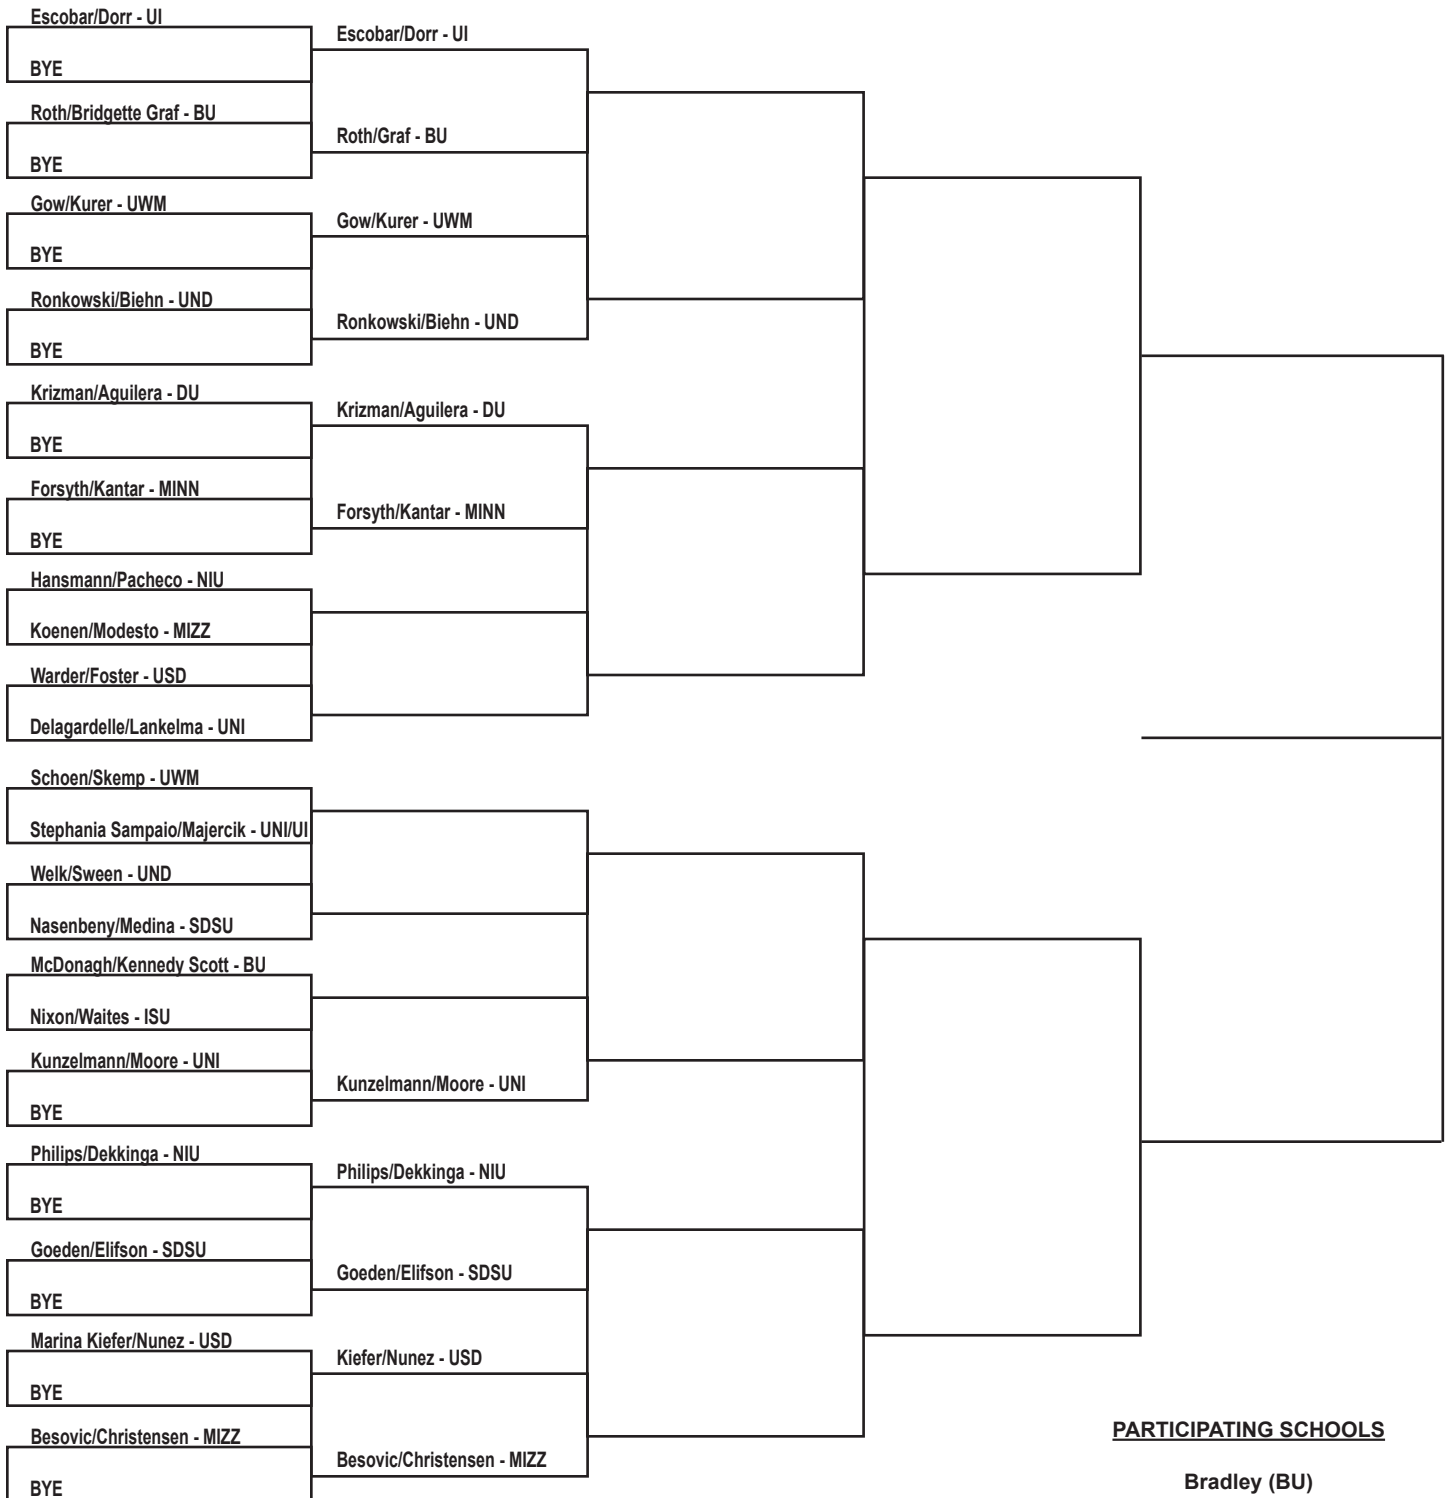 Escobar/Dorr - UI
BYE
Roth/Bridgette Graf - BU
BYE
Gow/Kurer - UWM
BYE
Ronkowski/Biehn - UND
BYE
Krizman/Aguilera - DU
BYE
Forsyth/Kantar - MINN
BYE
Hansmann/Pacheco - NIU
Koenen/Modesto - MIZZ
Warder/Foster - USD
Delagardelle/Lankelma - UNI
Schoen/Skemp - UWM
Stephania Sampaio/Majercik - UNI/UI
Welk/Sween - UND
Nasenbeny/Medina - SDSU
McDonagh/Kennedy Scott - BU
Nixon/Waites - ISU
Kunzelmann/Moore - UNI
BYE
Philips/Dekkinga - NIU
BYE
Goeden/Elifson - SDSU
BYE
Marina Kiefer/Nunez - USD
BYE
Besovic/Christensen - MIZZ
BYE
Escobar/Dorr - UI
Roth/Graf - BU
Gow/Kurer - UWM
Ronkowski/Biehn - UND
Krizman/Aguilera - DU
Forsyth/Kantar - MINN
Kunzelmann/Moore - UNI
Philips/Dekkinga - NIU
Goeden/Elifson - SDSU
Kiefer/Nunez - USD
Besovic/Christensen - MIZZ
PARTICIPATING SCHOOLS
Bradley (BU)